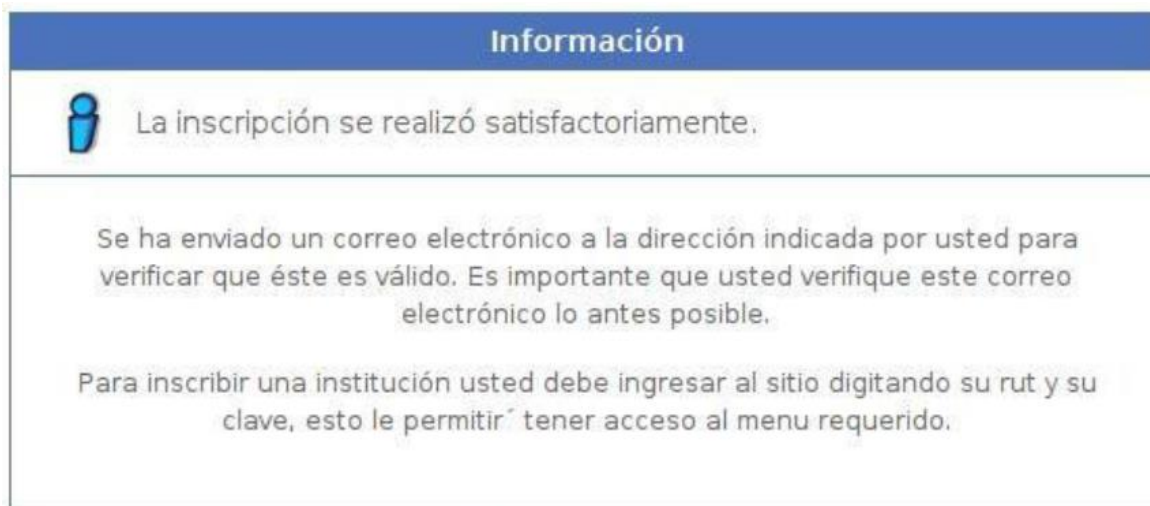 Información
La inscripción se realizó satisfactoriamente.
Se ha enviado un correo electrónico a la dirección indicada por usted para
verificar que éste es válido. Es importante que usted verifique este correo
electrónico lo antes posible.
Para inscribir una institución usted debe ingresar al sitio digitando su rut y su
clave, esto le permitir´ tener acceso al menu requerido.